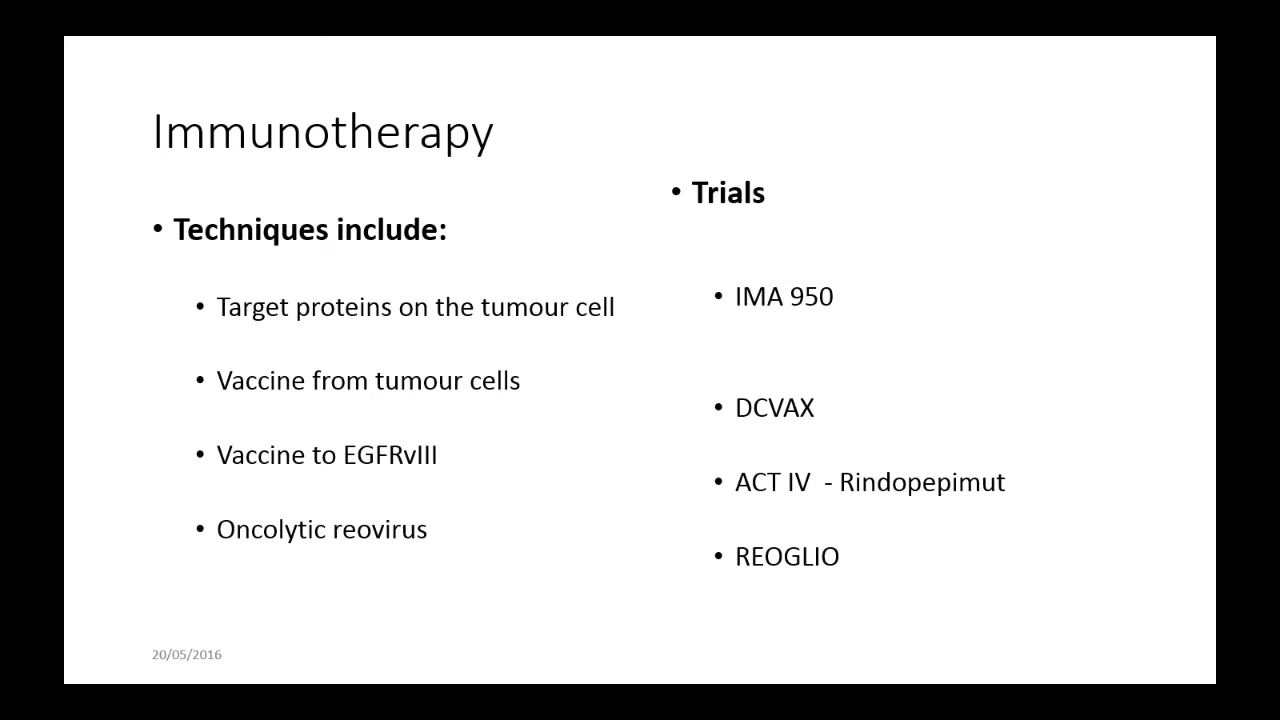 Immunotherapy
• Techniques include:
• Target proteins on the tumour cell
• Vaccine from tumour cells
• Vaccine to EGFRvIII
• Oncolytic reovirus
• Trials
• IMA 950
• DCVAX
• ACT IV - Rindopepimut
• REOGLIO
20/05/2016